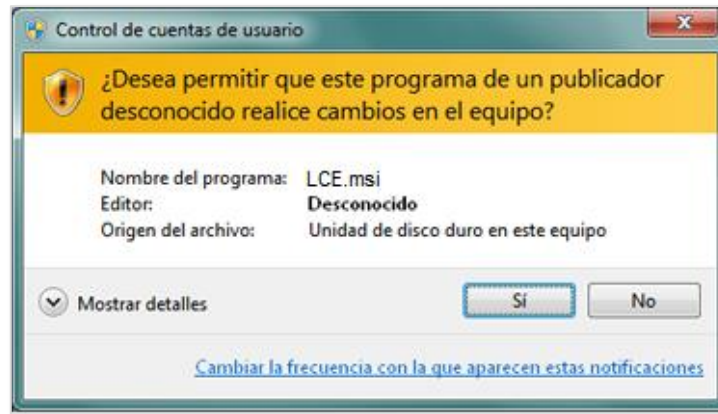 Control de cuentas de usuario
¿Desea permitir que este programa de un publicador
desconocido realice cambios en el equipo?
Nombre del programa: LCE.msi
Editor: Desconocido
Origen del archivo: Unidad de disco duro en este equipo
Mostrar detalles Sí No
Cambiar la frecuencia con la que aparecen estas notificaciones